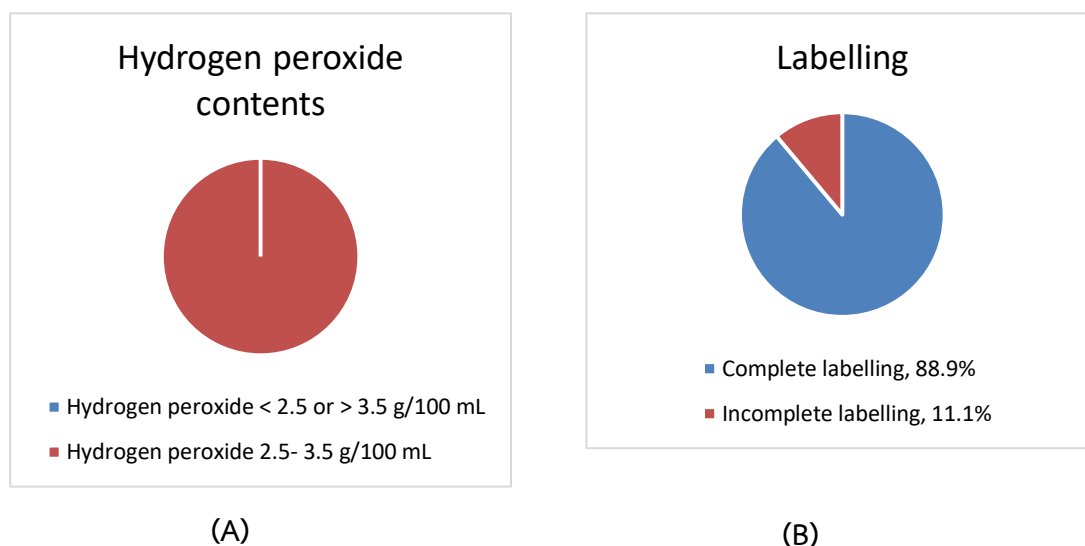 Hydrogen peroxide
contents
Hydrogen peroxide < 2.5 or > 3.5 g/100 mL
Hydrogen peroxide 2.5- 3.5 g/100 mL
(A)
Labelling
Complete labelling, 88.9%
Incomplete labelling, 11.1%
(B)